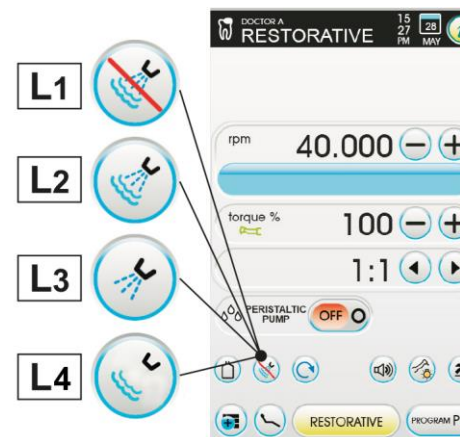 L1
L2
L3
L4
DOCTOR A
RESTORATIVE
15
27
PM
28
MAY
rpm
40.000
torque %
100
1:1
PERISTALTIC
PUMP
OFF
RESTORATIVE
PROGRAM P